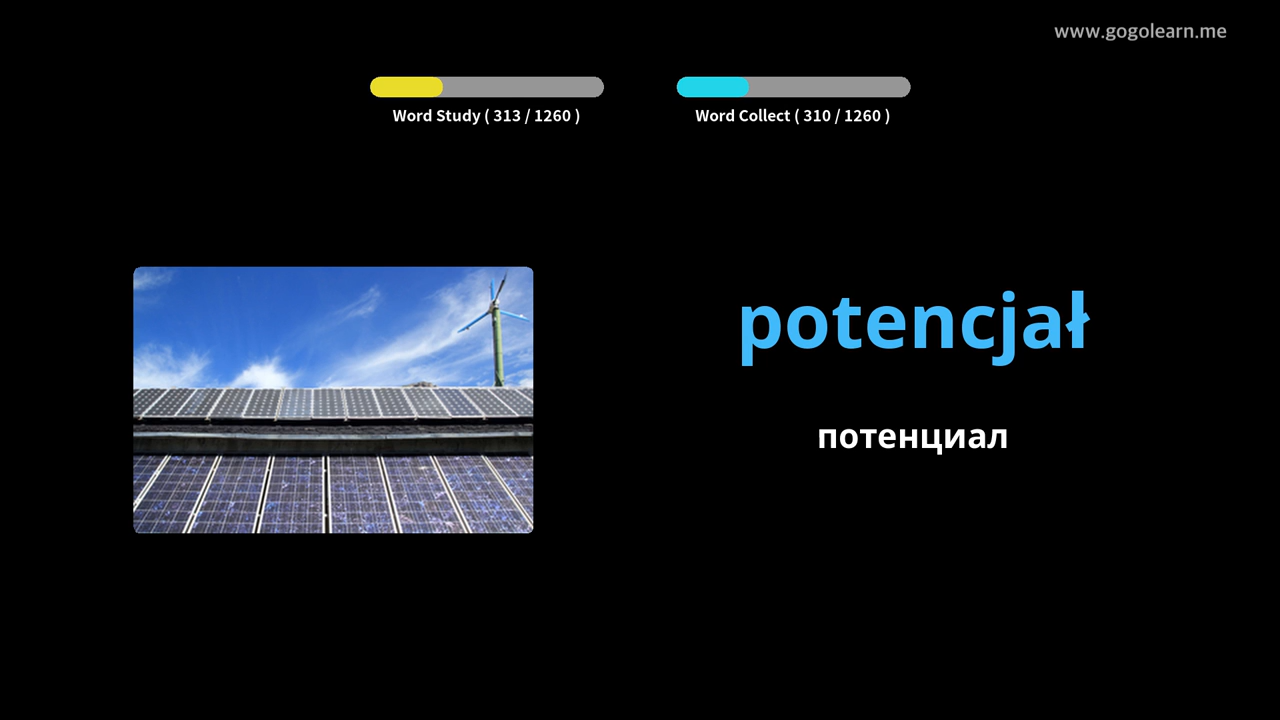 www.gogolearn.me
Word Study ( 313 / 1260 )
Word Collect ( 310 / 1260 )
potencjał
потенциал